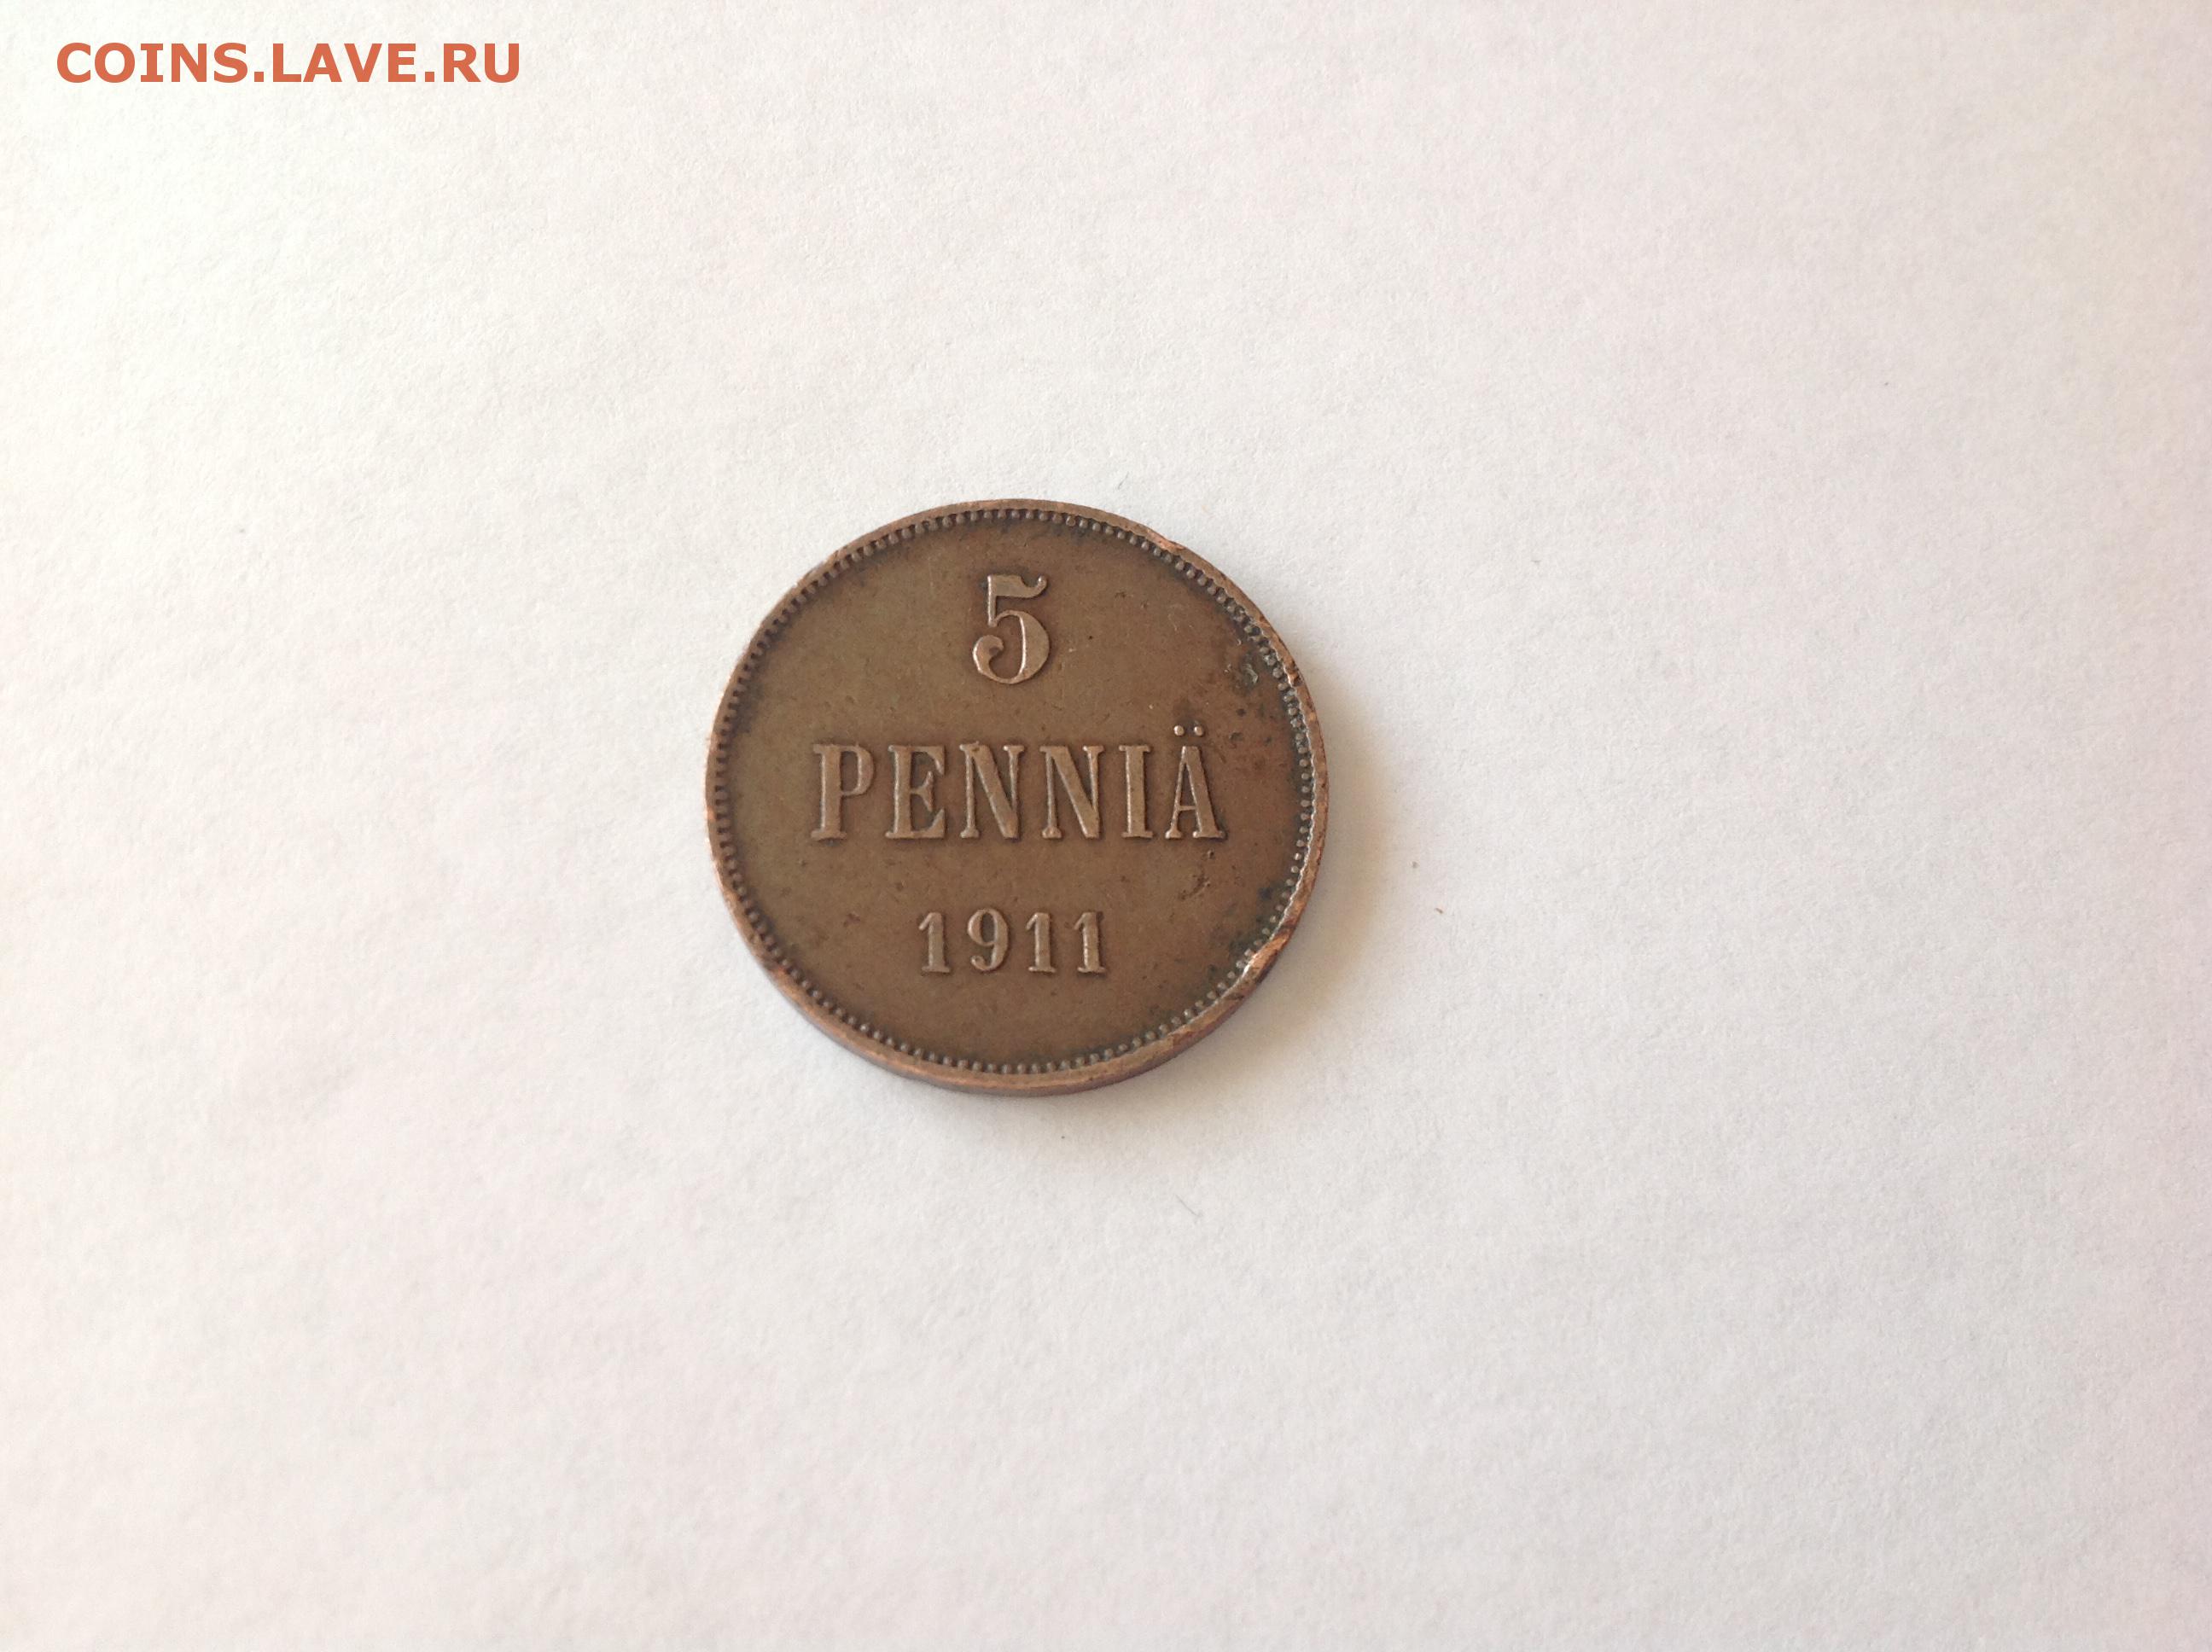 COINS.LAVE.RU
5
PENNIÄ
1911